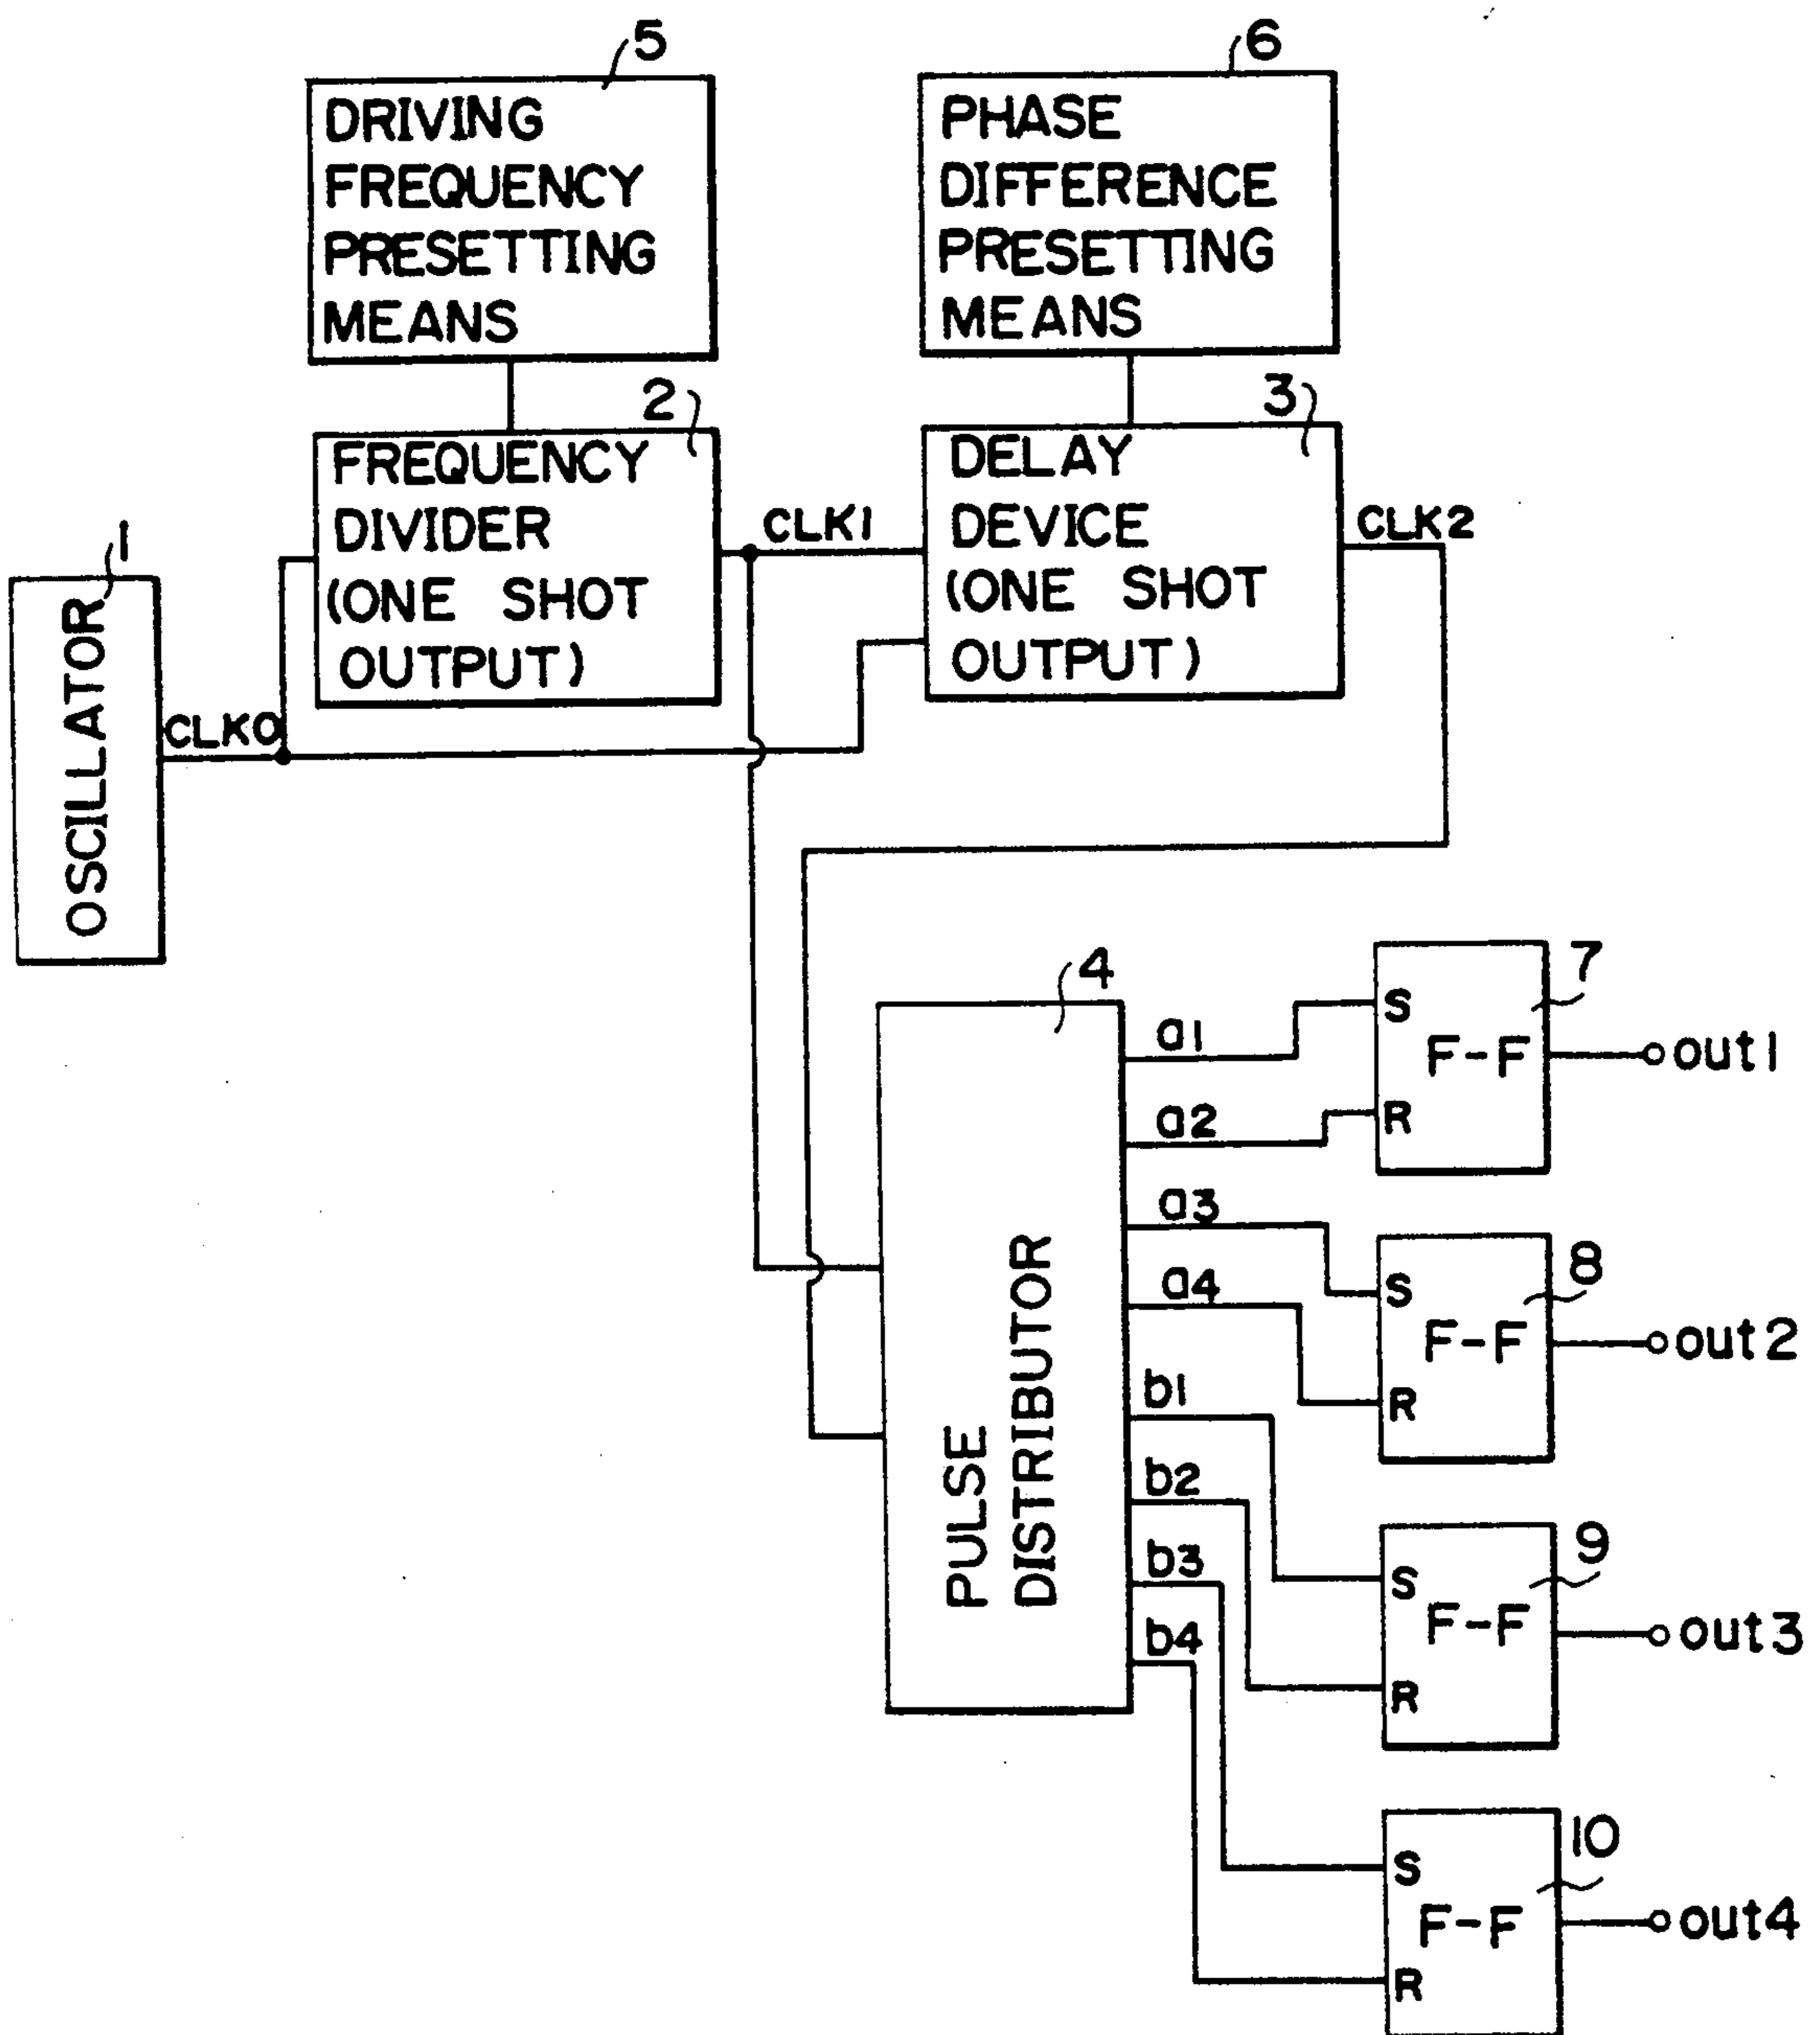 5
DRIVING
FREQUENCY
PRESETTING
MEANS
6
PHASE
DIFFERENCE
PRESETTING
MEANS
2
FREQUENCY
DIVIDER
(ONE SHOT
OUTPUT)
CLK1
3
DELAY
DEVICE
(ONE SHOT
OUTPUT)
CLK2
1
OSCILLATOR
CLK0
4
PULSE
DISTRIBUTOR
a1
a2
a3
a4
b1
b2
b3
b4
7
S
F-F
R
out1
8
S
F-F
R
out2
9
S
F-F
R
out3
10
S
F-F
R
out4